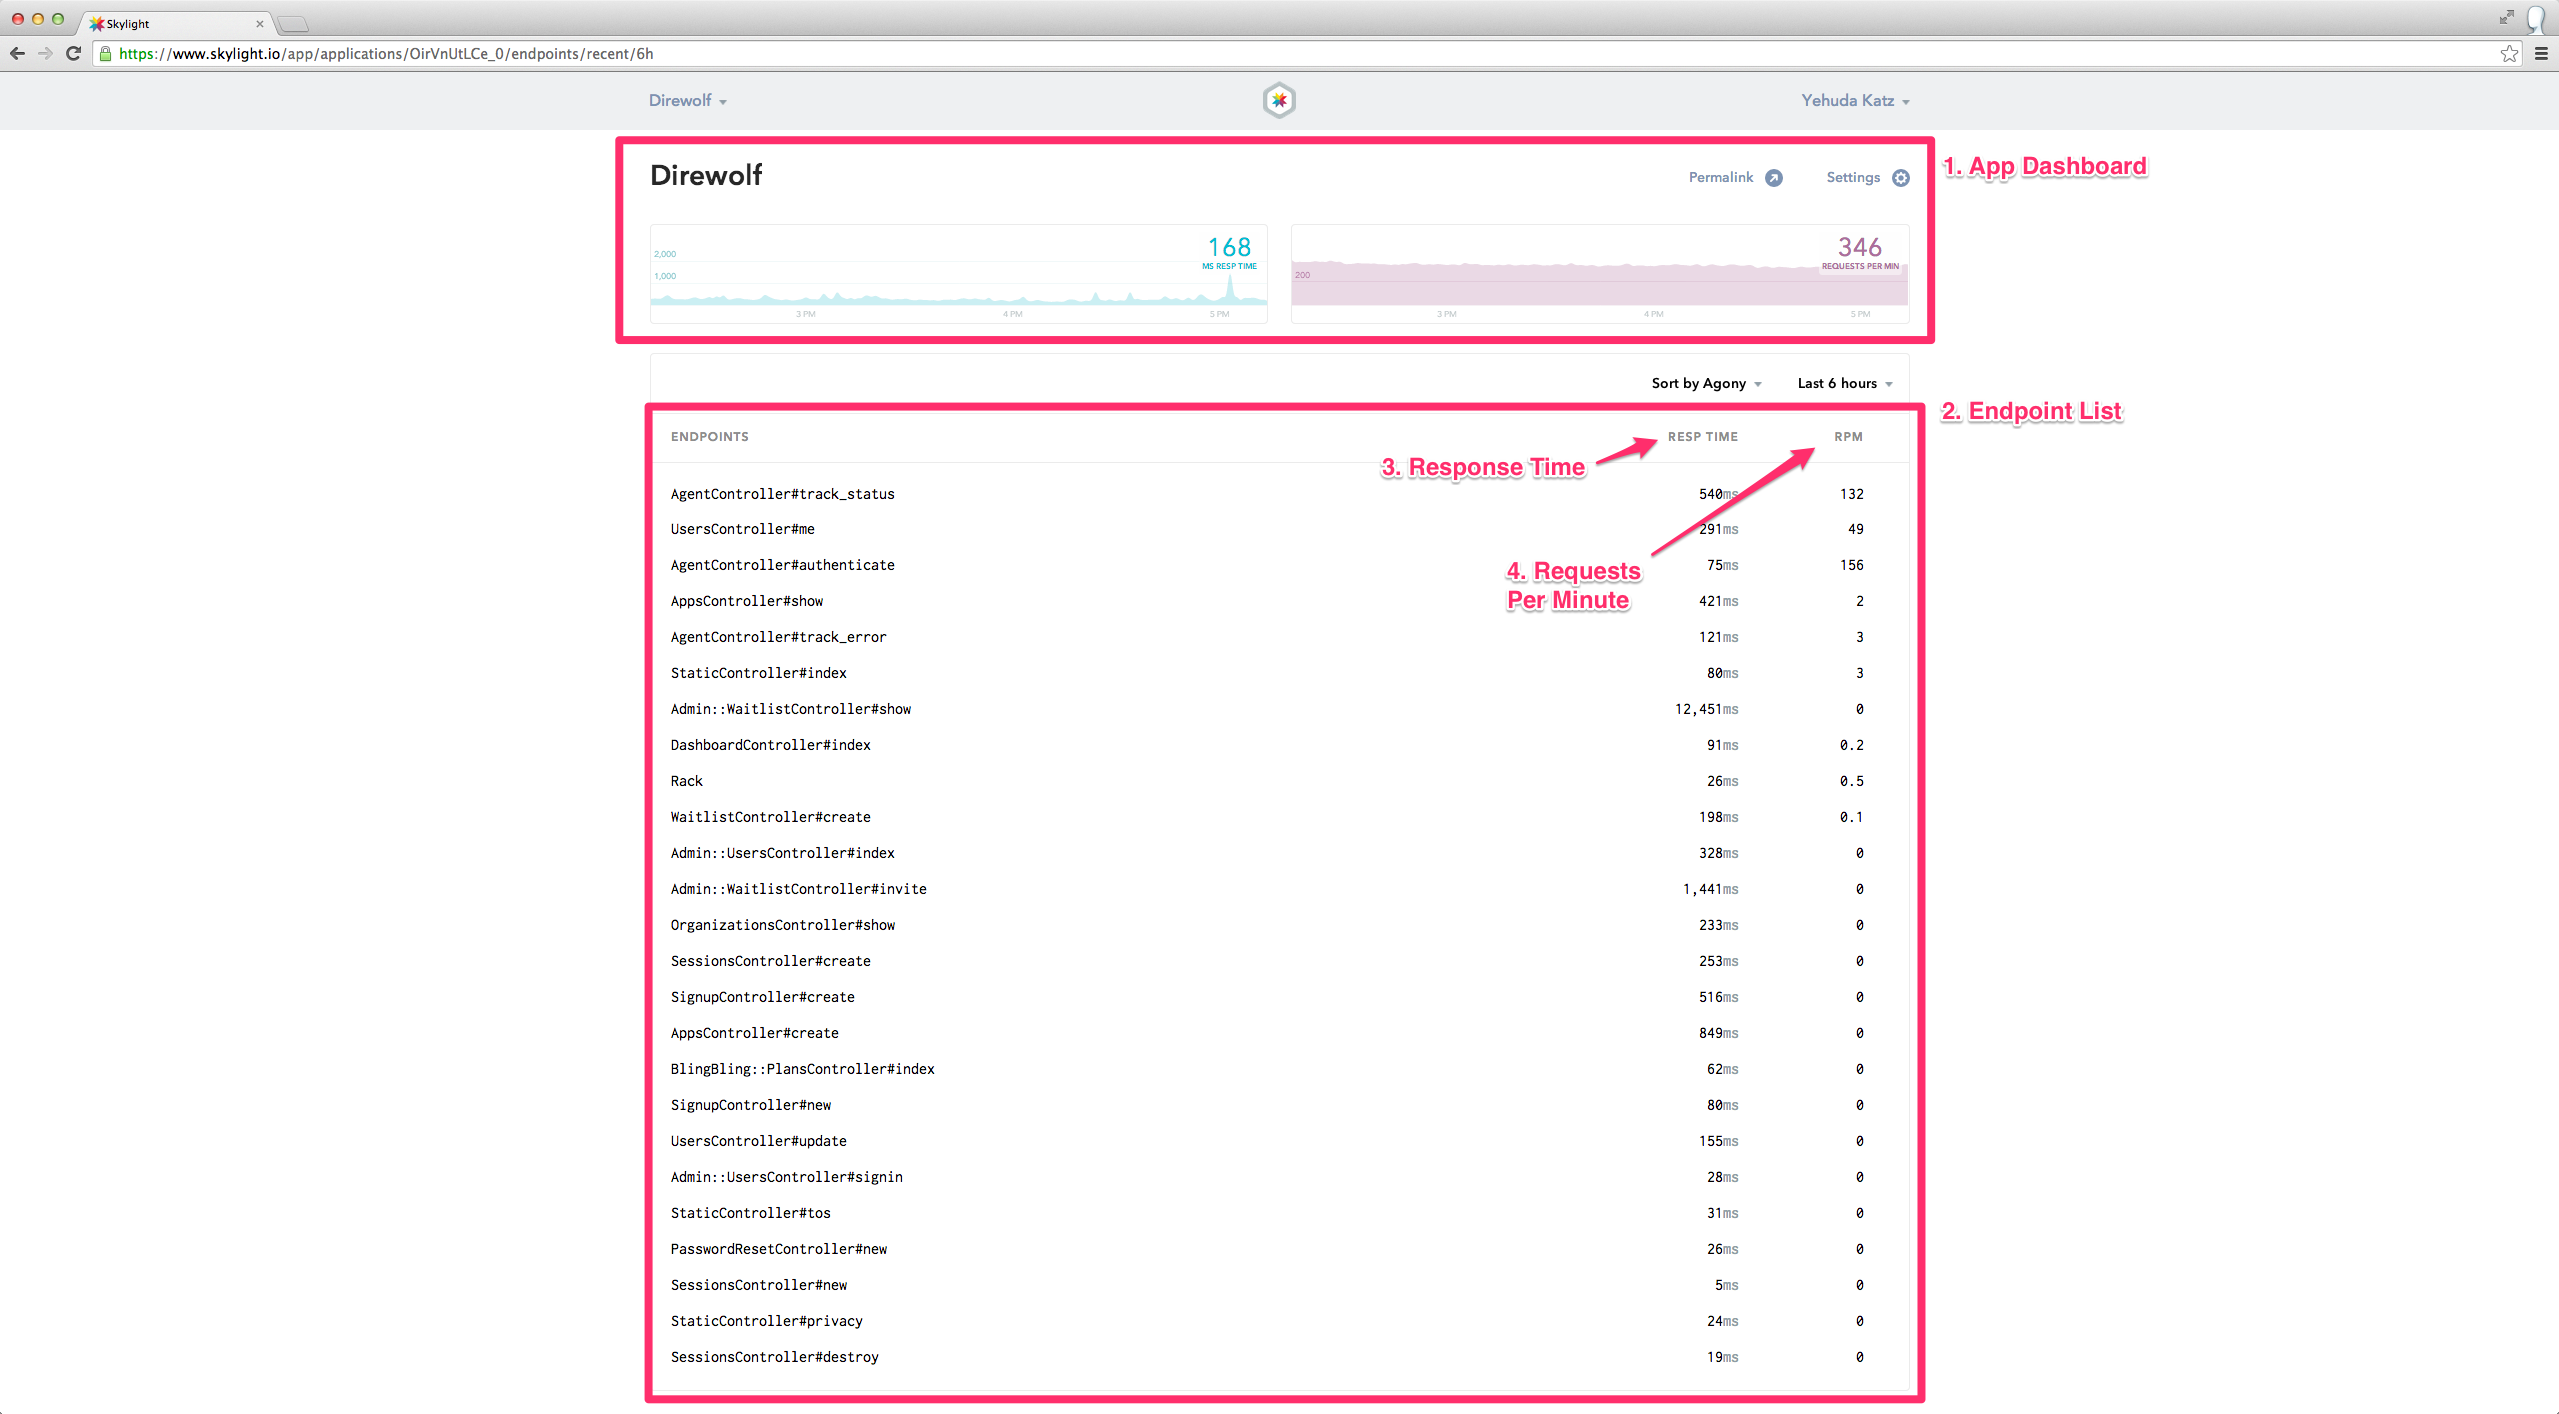 Skylight
https://www.skylight.io/app/applications/OirVnUtLCe_0/endpoints/recent/6h
Direwolf
Yehuda Katz
Direwolf
Permalink
Settings
1. App Dashboard
2,000
1,000
168
MS RESP TIME
3 PM
4 PM
5 PM
200
346
REQUESTS PER MIN
3 PM
4 PM
5 PM
Sort by Agony
Last 6 hours
2. Endpoint List
ENDPOINTS RESP TIME RPM
3. Response Time
4. Requests
Per Minute
AgentController#track_status 540ms 132
UsersController#me 291ms 49
AgentController#authenticate 75ms 156
AppsController#show 421ms 2
AgentController#track_error 121ms 3
StaticController#index 80ms 3
Admin::WaitlistController#show 12,451ms 0
DashboardController#index 91ms 0.2
Rack 26ms 0.5
WaitlistController#create 198ms 0.1
Admin::UsersController#index 328ms 0
Admin::WaitlistController#invite 1,441ms 0
OrganizationsController#show 233ms 0
SessionsController#create 253ms 0
SignupController#create 516ms 0
AppsController#create 849ms 0
BlingBling::PlansController#index 62ms 0
SignupController#new 80ms 0
UsersController#update 155ms 0
Admin::UsersController#signin 28ms 0
StaticController#tos 31ms 0
PasswordResetController#new 26ms 0
SessionsController#new 5ms 0
StaticController#privacy 24ms 0
SessionsController#destroy 19ms 0